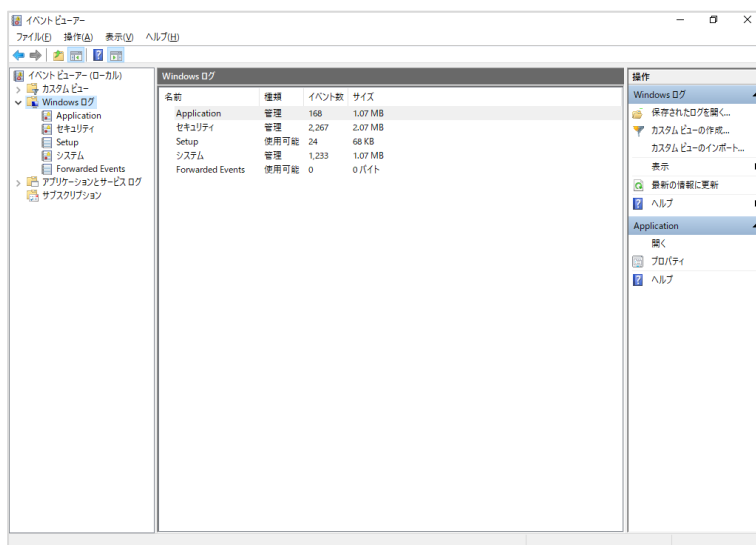 イベント ビューアー
ファイル(F) 操作(A) 表示(V) ヘルプ(H)
イベント ビューアー (ローカル)
カスタム ビュー
Windows ログ
Application
セキュリティ
Setup
システム
Forwarded Events
アプリケーションとサービス ログ
サブスクリプション
Windows ログ
名前 種類 イベント数 サイズ
Application 管理 168 1.07 MB
セキュリティ 管理 2,267 2.07 MB
Setup 使用可能 24 68 KB
システム 管理 1,233 1.07 MB
Forwarded Events 使用可能 0 0 バイト
操作
Windows ログ
保存されたログを開く...
カスタム ビューの作成...
カスタム ビューのインポート...
表示
最新の情報に更新
ヘルプ
Application
開く
プロパティ
ヘルプ